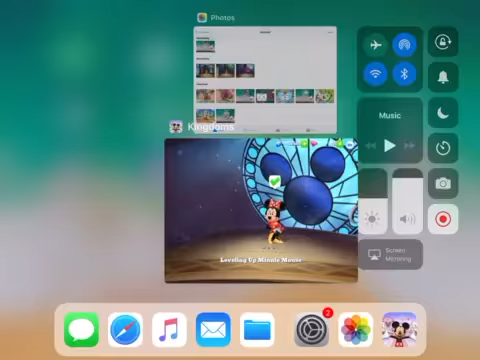 Photos
Kingdoms
Music
Leveling Up Minnie Mouse
Screen
Mirroring
2